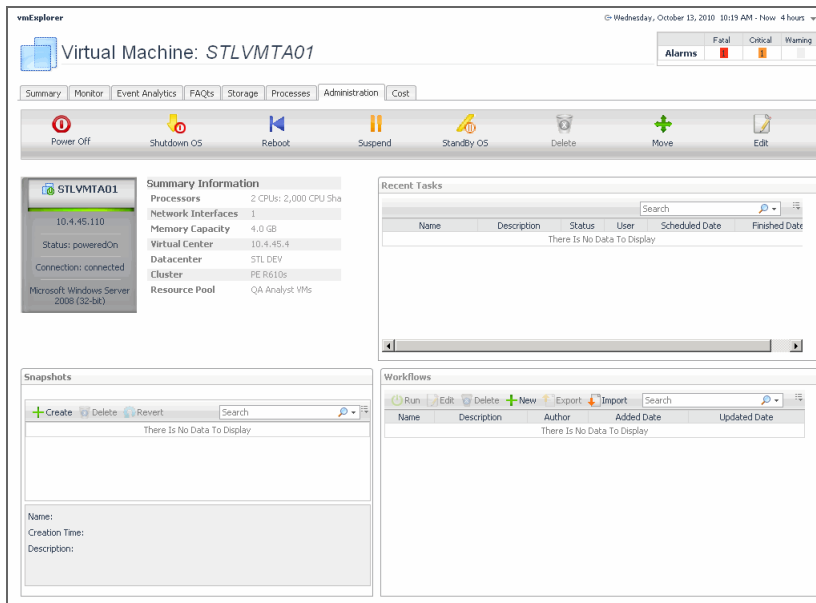 vmExplorer
Wednesday, October 13, 2010 10:19 AM - Now 4 hours
Virtual Machine: STLVMTA01
Fatal Critical Warning
Alarms 1 1
Summary Monitor Event Analytics FAQts Storage Processes Administration Cost
Power Off Shutdown OS Reboot Suspend StandBy OS Delete Move Edit
STLVMTA01
10.4.45.110
Status: poweredOn
Connection: connected
Microsoft Windows Server
2008 (32-bit)
Summary Information
Processors 2 CPUs: 2,000 CPU Sha
Network Interfaces 1
Memory Capacity 4.0 GB
Virtual Center 10.4.45.4
Datacenter STL DEV
Cluster PE R610s
Resource Pool QA Analyst VMs
Recent Tasks
Search
Name Description Status User Scheduled Date Finished Date
There Is No Data To Display
Snapshots
Create Delete Revert Search
There Is No Data To Display
Name:
Creation Time:
Description:
Workflows
Run Edit Delete New Export Import Search
Name Description Author Added Date Updated Date
There Is No Data To Display